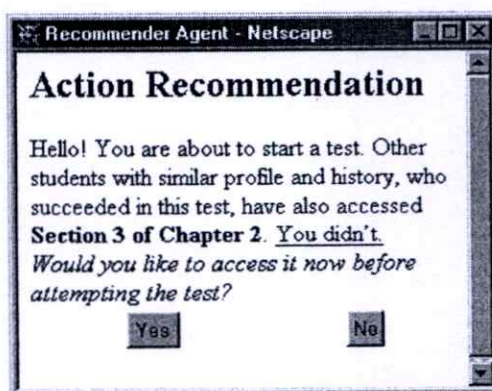 Recommender Agent - Netscape
Action Recommendation
Hello! You are about to start a test. Other
students with similar profile and history, who
succeeded in this test, have also accessed
Section 3 of Chapter 2. You didn't.
Would you like to access it now before
attempting the test?
Yes No